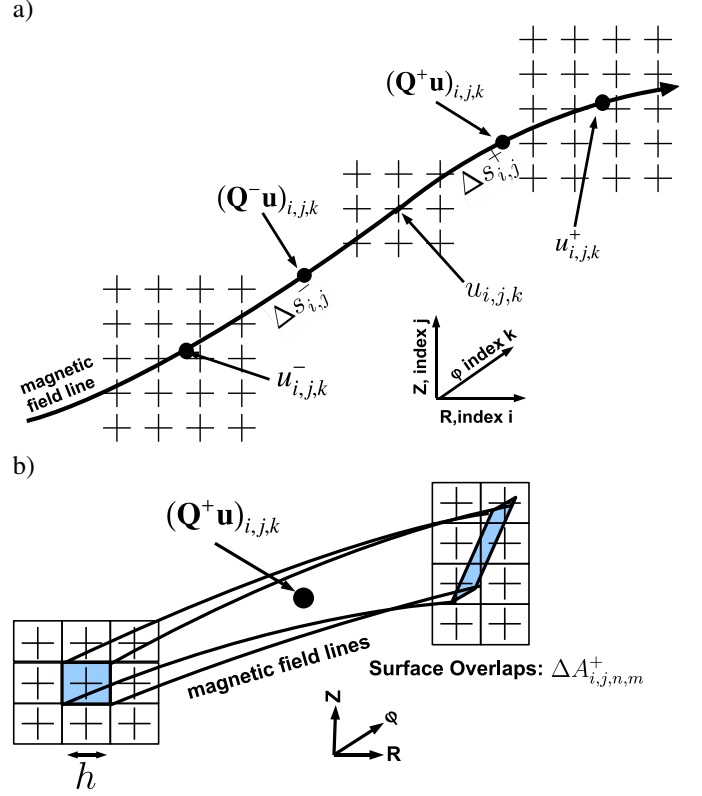 a)
(Q⁺u)i,j,k
Δs⁺i,j
(Q⁻u)i,j,k
u⁺i,j,k
ui,j,k
Δs⁻i,j
magnetic
field line
u⁻i,j,k
Z, index j
φ index k
R,index i
b)
(Q⁺u)i,j,k
magnetic field lines
Surface Overlaps: ΔA⁺i,j,n,m
Z
φ
R
h